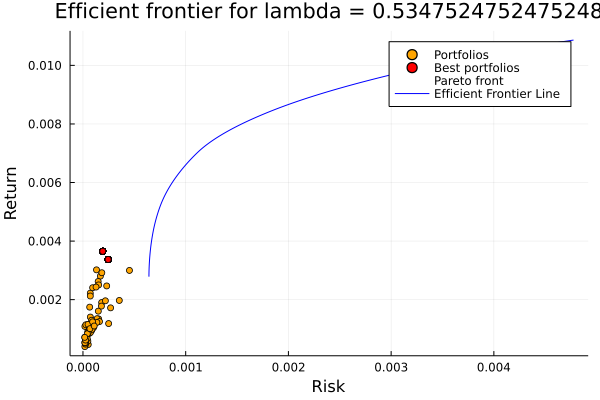 Efficient frontier for lambda = 0.5347524752475248
Portfolios
Best portfolios
Pareto front
Efficient Frontier Line
Return
0.010
0.008
0.006
0.004
0.002
0.000
0.001
0.002
0.003
0.004
Risk